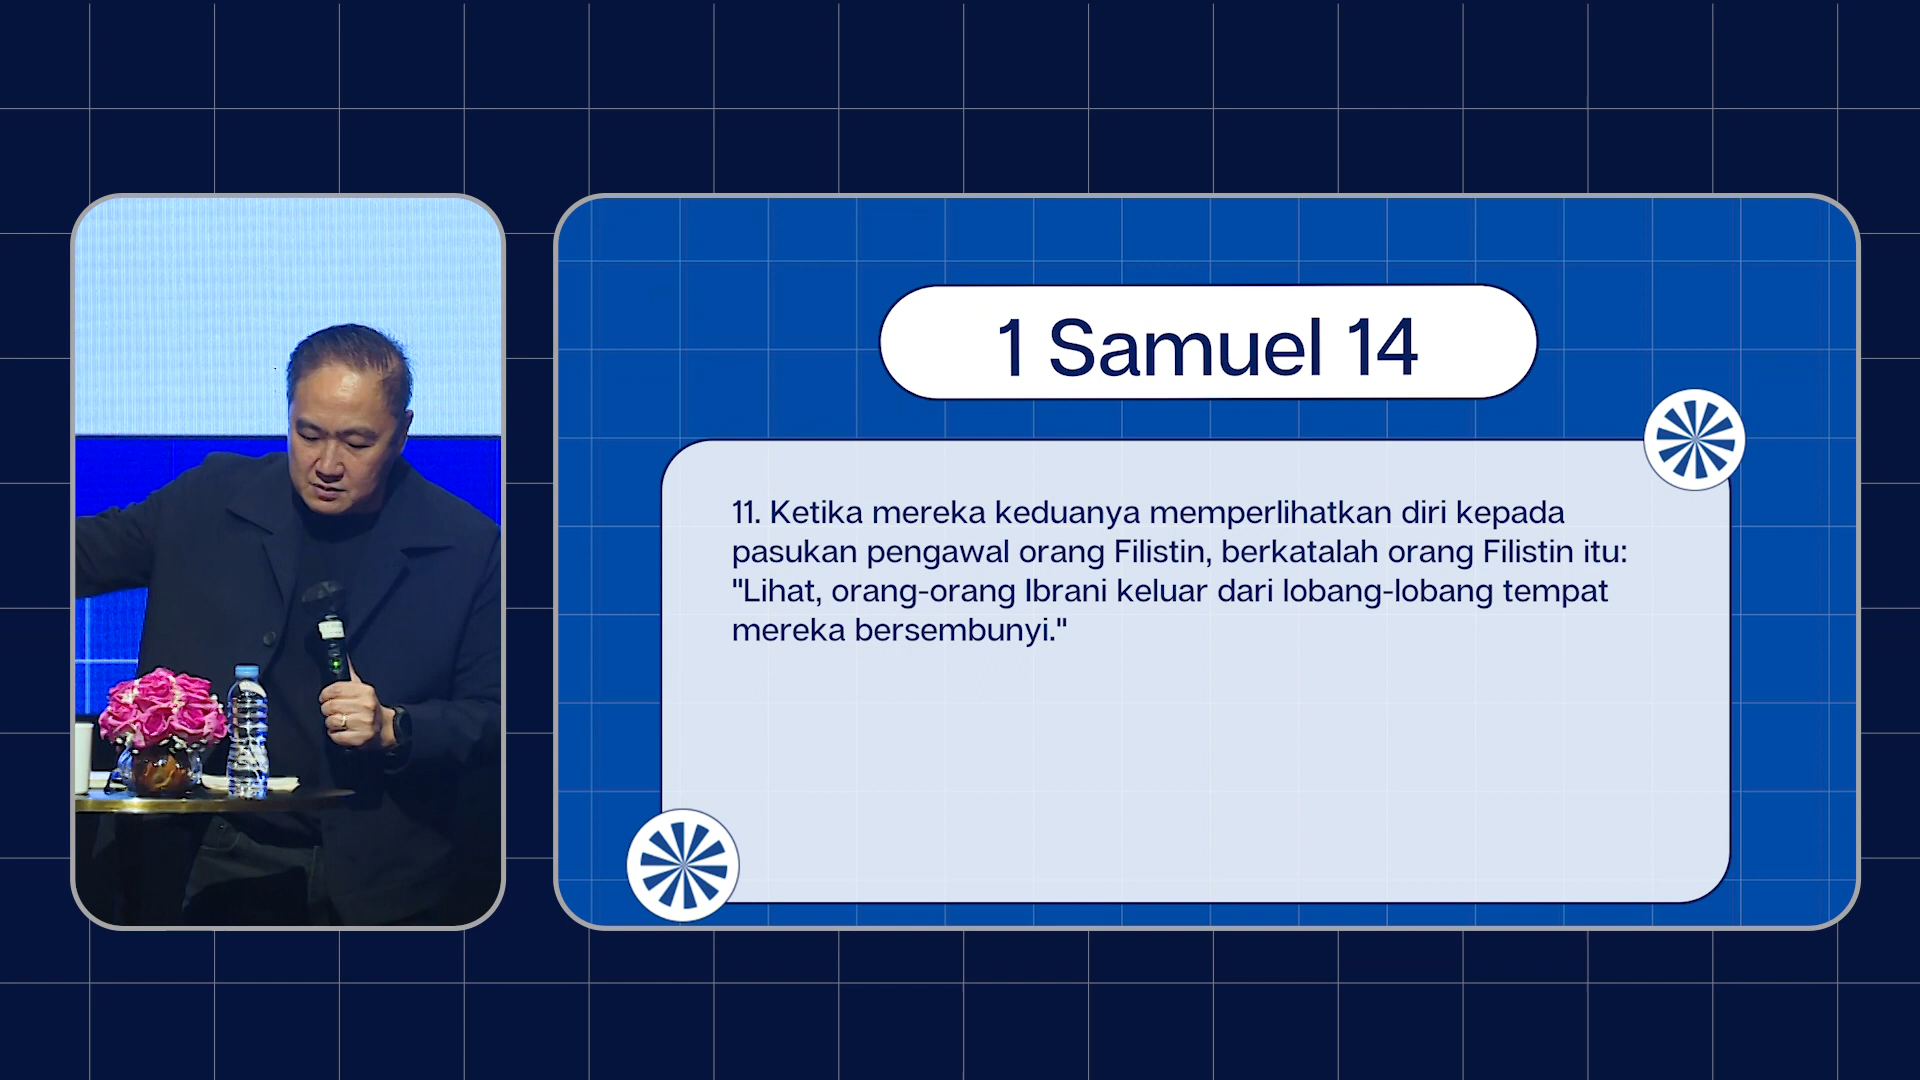 1 Samuel 14
11. Ketika mereka keduanya memperlihatkan diri kepada
pasukan pengawal orang Filistin, berkatalah orang Filistin itu:
"Lihat, orang-orang Ibrani keluar dari lobang-lobang tempat
mereka bersembunyi."